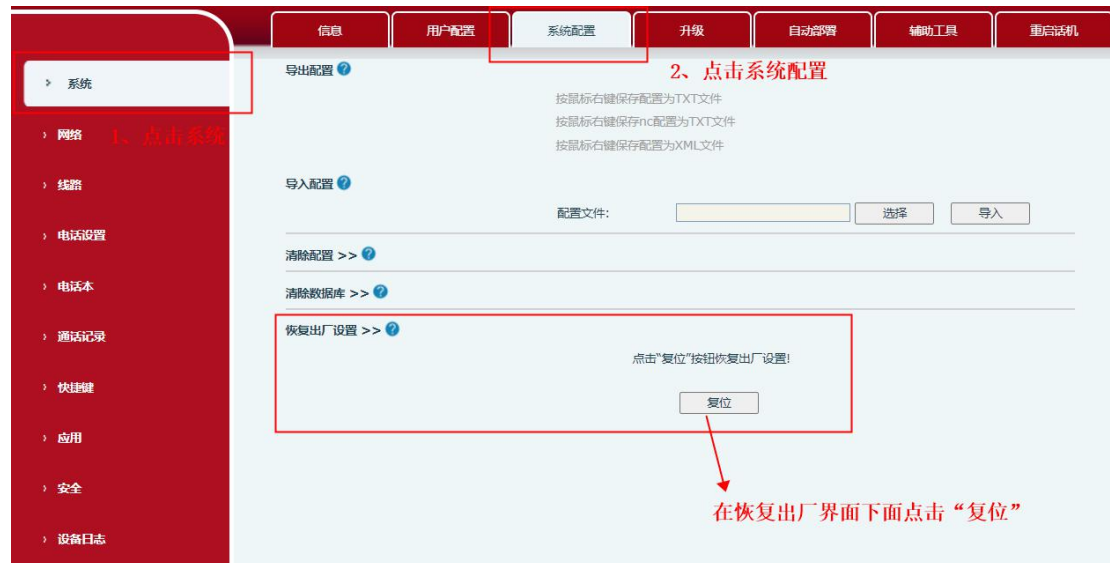 信息 用户配置 系统配置 升级 自动部署 辅助工具 重启话机
› 系统
› 网络
› 线路
› 电话设置
› 电话本
› 通话记录
› 快捷键
› 应用
› 安全
› 设备日志
1、点击系统
2、点击系统配置
导出配置 ?
按鼠标右键保存配置为TXT文件
按鼠标右键保存nc配置为TXT文件
按鼠标右键保存配置为XML文件
导入配置 ?
配置文件: 选择 导入
清除配置 >> ?
清除数据库 >> ?
恢复出厂设置 >> ?
点击"复位"按钮恢复出厂设置!
复位
在恢复出厂界面下面点击“复位”